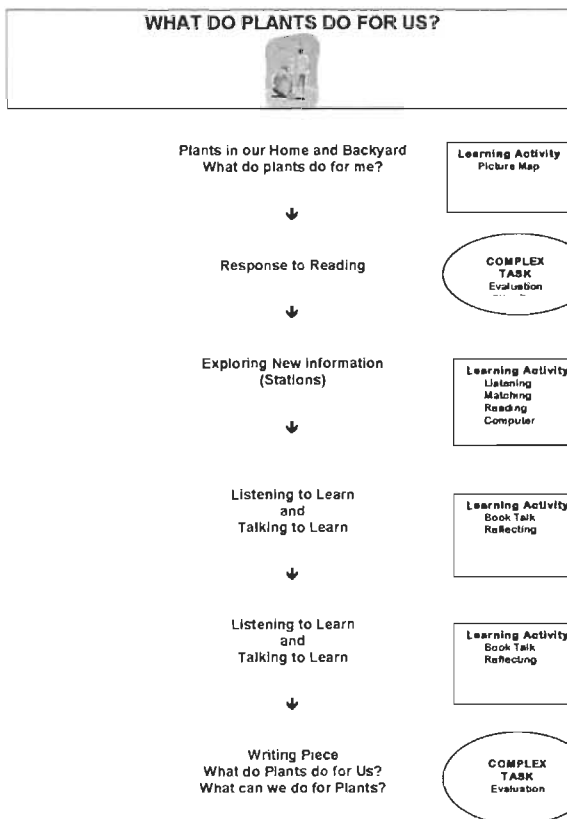 WHAT DO PLANTS DO FOR US?
Plants in our Home and Backyard
What do plants do for me?
Learning Activity
Picture Map
Response to Reading
COMPLEX
TASK
Evaluation
Exploring New Information
(Stations)
Learning Activity
Listening
Matching
Reading
Computer
Listening to Learn
and
Talking to Learn
Learning Activity
Book Talk
Reflecting
Listening to Learn
and
Talking to Learn
Learning Activity
Book Talk
Reflecting
Writing Piece
What do Plants do for Us?
What can we do for Plants?
COMPLEX
TASK
Evaluation